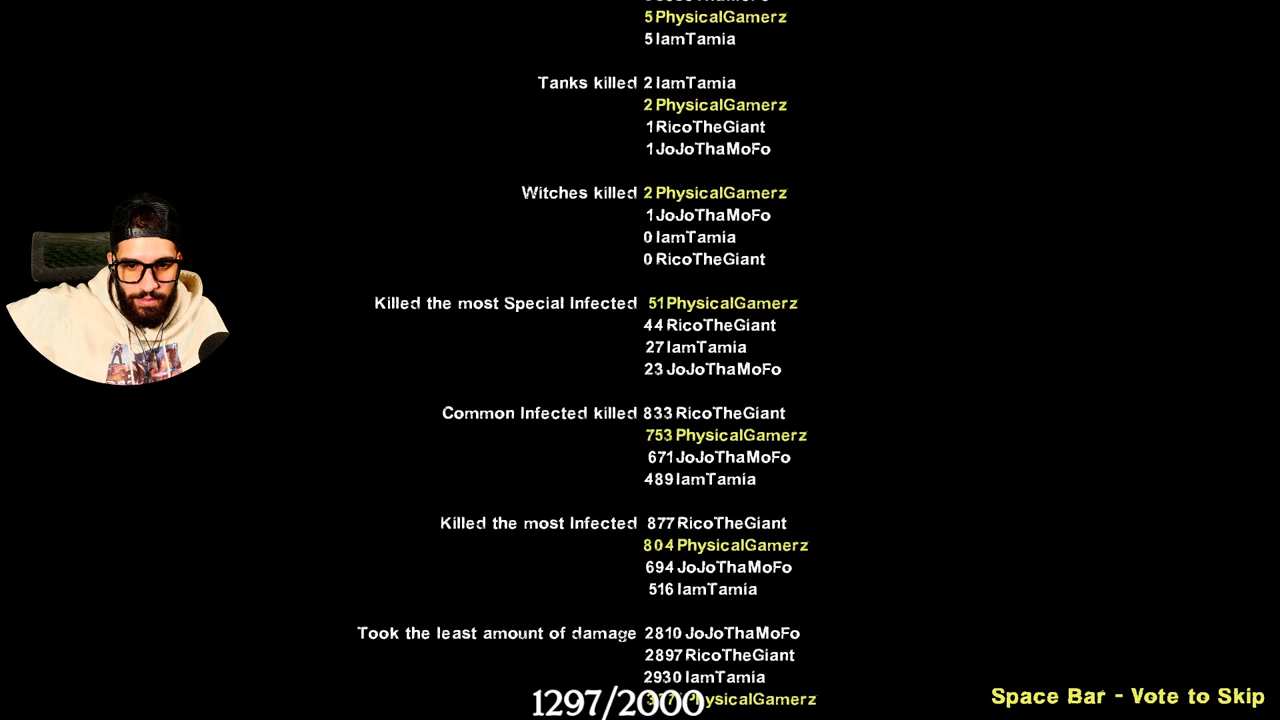 5 PhysicalGamerz
5 IamTamia
Tanks killed 2 IamTamia
2 PhysicalGamerz
1 RicoTheGiant
1 JoJoThaMoFo
Witches killed 2 PhysicalGamerz
1 JoJoThaMoFo
0 IamTamia
0 RicoTheGiant
Killed the most Special Infected 51 PhysicalGamerz
44 RicoTheGiant
27 IamTamia
23 JoJoThaMoFo
Common Infected killed 833 RicoTheGiant
753 PhysicalGamerz
671 JoJoThaMoFo
489 IamTamia
Killed the most Infected 877 RicoTheGiant
804 PhysicalGamerz
694 JoJoThaMoFo
516 IamTamia
Took the least amount of damage 2810 JoJoThaMoFo
2897 RicoTheGiant
2930 IamTamia
PhysicalGamerz
1297/2000
Space Bar - Vote to Skip